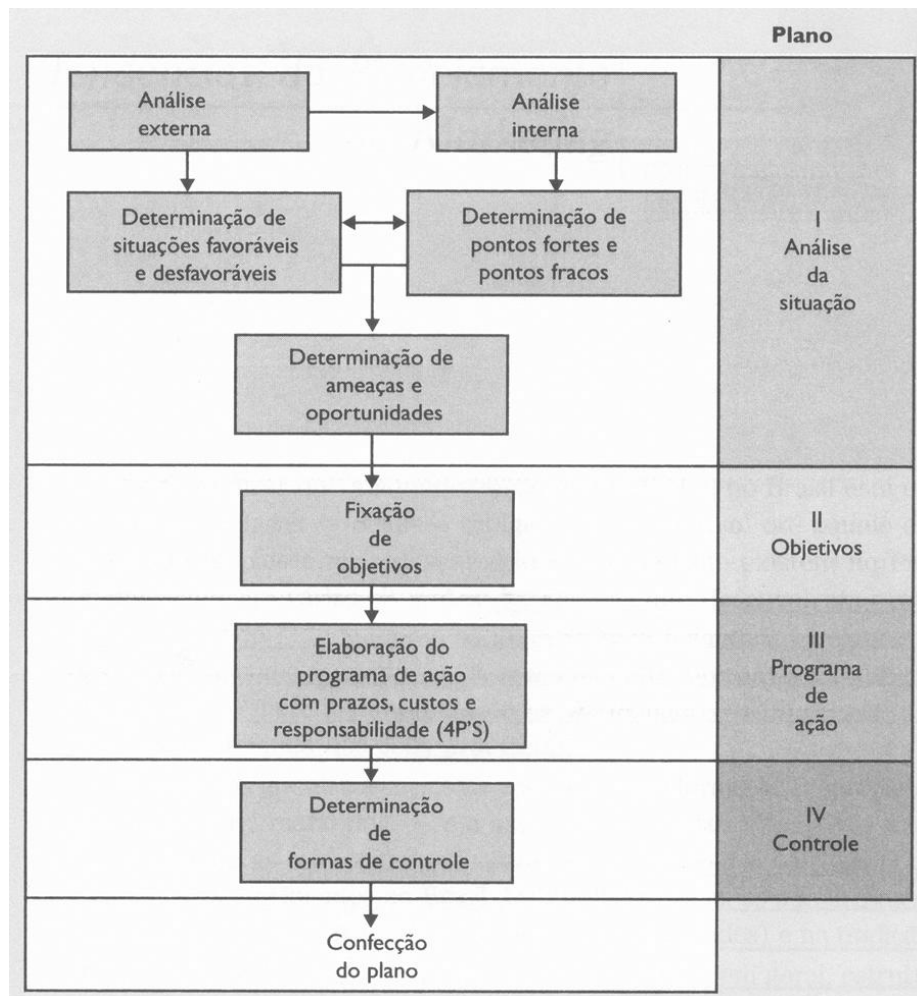 Plano
Análise
externa
Análise
interna
Determinação de
situações favoráveis
e desfavoráveis
Determinação de
pontos fortes e
pontos fracos
Determinação de
ameaças e
oportunidades
I
Análise
da
situação
Fixação
de
objetivos
II
Objetivos
Elaboração do
programa de ação
com prazos, custos e
responsabilidade (4P'S)
III
Programa
de
ação
Determinação
de
formas de controle
IV
Controle
Confecção
do plano